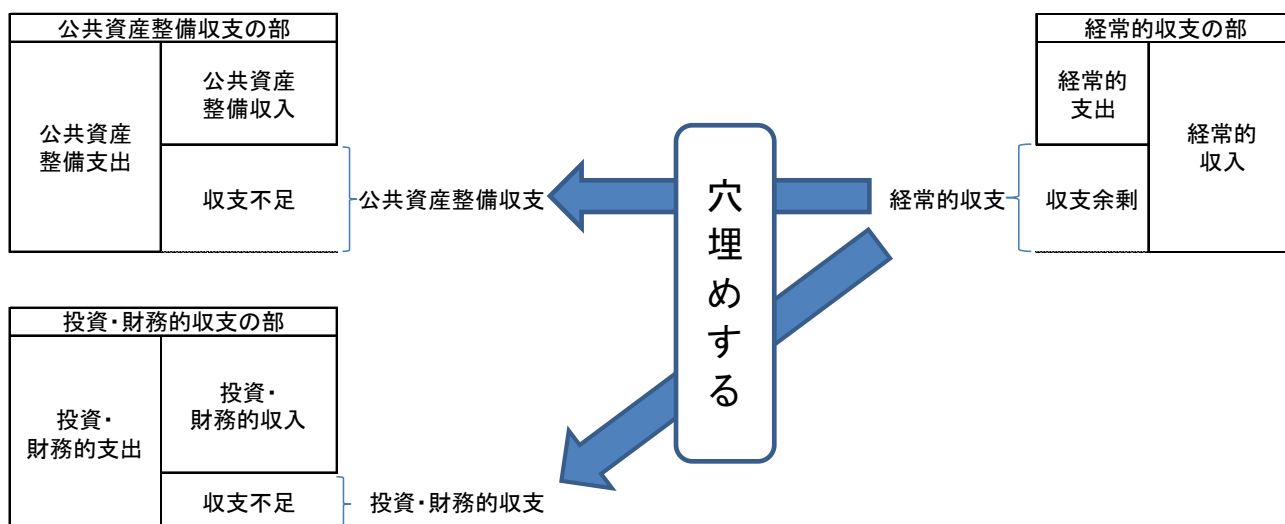 公共資産整備収支の部
公共資産
整備支出
公共資産
整備収入
収支不足
公共資産整備収支
穴埋めする
経常的収支の部
経常的
支出
経常的
収入
経常的収支
収支余剰
投資・財務的収支の部
投資・
財務的支出
投資・
財務的収入
収支不足
投資・財務的収支